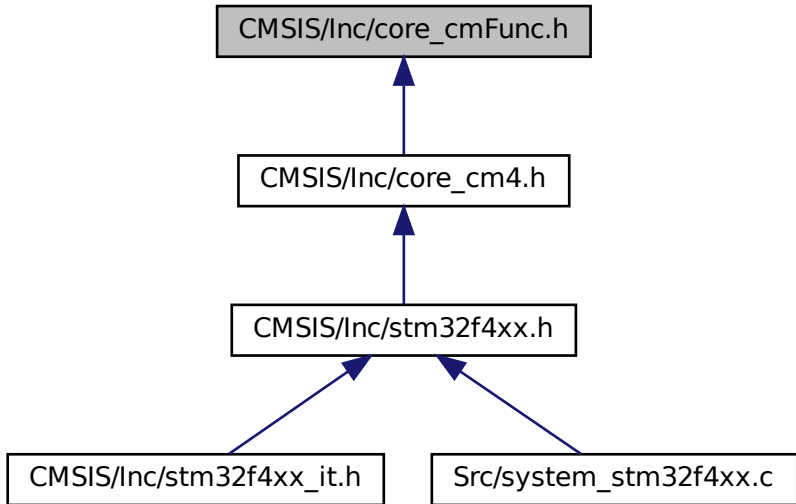 CMSIS/Inc/core_cmFunc.h
CMSIS/Inc/core_cm4.h
CMSIS/Inc/stm32f4xx.h
CMSIS/Inc/stm32f4xx_it.h
Src/system_stm32f4xx.c